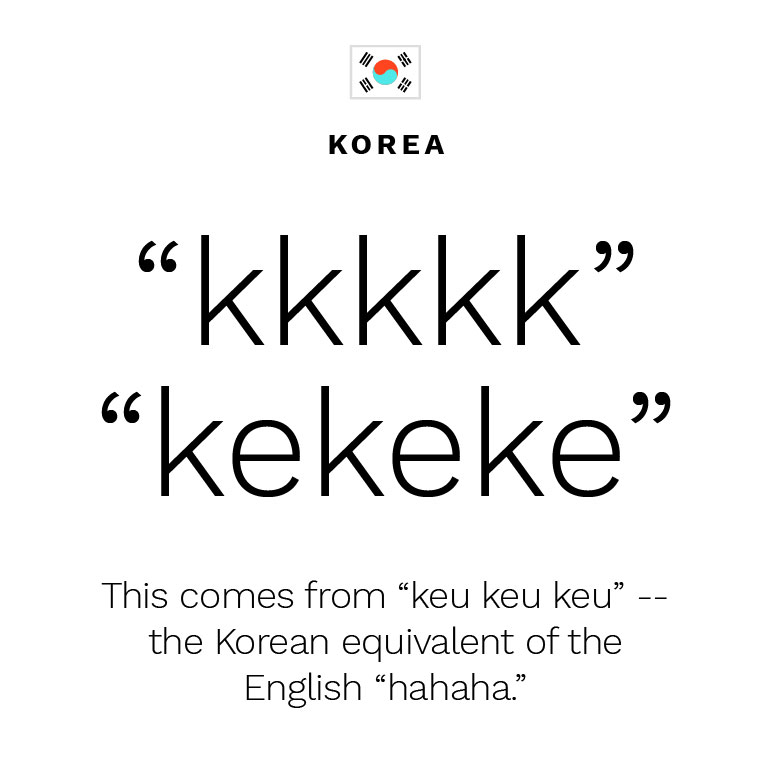 KOREA
“kkkkk”
“kekeke”
This comes from “keu keu keu” --
the Korean equivalent of the
English “hahaha.”